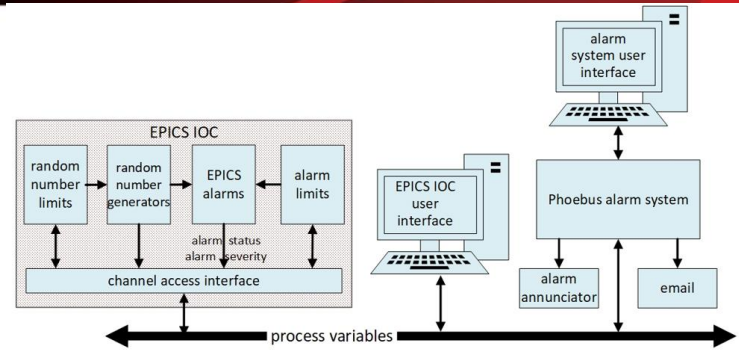 alarm
system user
interface
EPICS IOC
random
number
limits
random
number
generators
EPICS
alarms
alarm
limits
alarm status
alarm severity
channel access interface
EPICS IOC
user
interface
Phoebus alarm system
alarm
annunciator
email
process variables